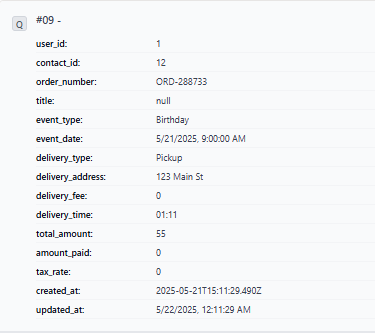 Q
#09 -
user_id: 1
contact_id: 12
order_number: ORD-288733
title: null
event_type: Birthday
event_date: 5/21/2025, 9:00:00 AM
delivery_type: Pickup
delivery_address: 123 Main St
delivery_fee: 0
delivery_time: 01:11
total_amount: 55
amount_paid: 0
tax_rate: 0
created_at: 2025-05-21T15:11:29.490Z
updated_at: 5/22/2025, 12:11:29 AM